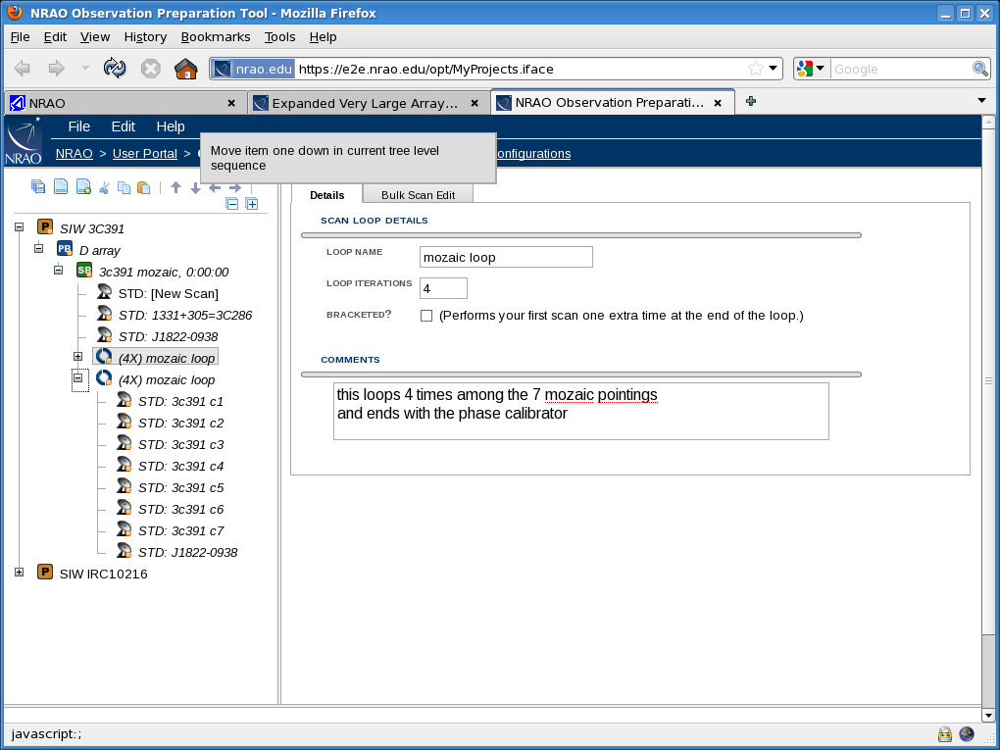 NRAO Observation Preparation Tool - Mozilla Firefox
File Edit View History Bookmarks Tools Help
nrao.edu https://e2e.nrao.edu/opt/MyProjects.iface
Google
NRAO
Expanded Very Large Array...
NRAO Observation Preparati...
NRAO
File Edit Help
NRAO > User Portal >
onfigurations
Move item one down in current tree level
sequence
Details
Bulk Scan Edit
SIW 3C391
D array
3c391 mozaic, 0:00:00
STD: [New Scan]
STD: 1331+305=3C286
STD: J1822-0938
(4X) mozaic loop
(4X) mozaic loop
STD: 3c391 c1
STD: 3c391 c2
STD: 3c391 c3
STD: 3c391 c4
STD: 3c391 c5
STD: 3c391 c6
STD: 3c391 c7
STD: J1822-0938
SIW IRC10216
SCAN LOOP DETAILS
LOOP NAME mozaic loop
LOOP ITERATIONS 4
BRACKETED? (Performs your first scan one extra time at the end of the loop.)
COMMENTS
this loops 4 times among the 7 mozaic pointings
and ends with the phase calibrator
javascript:;